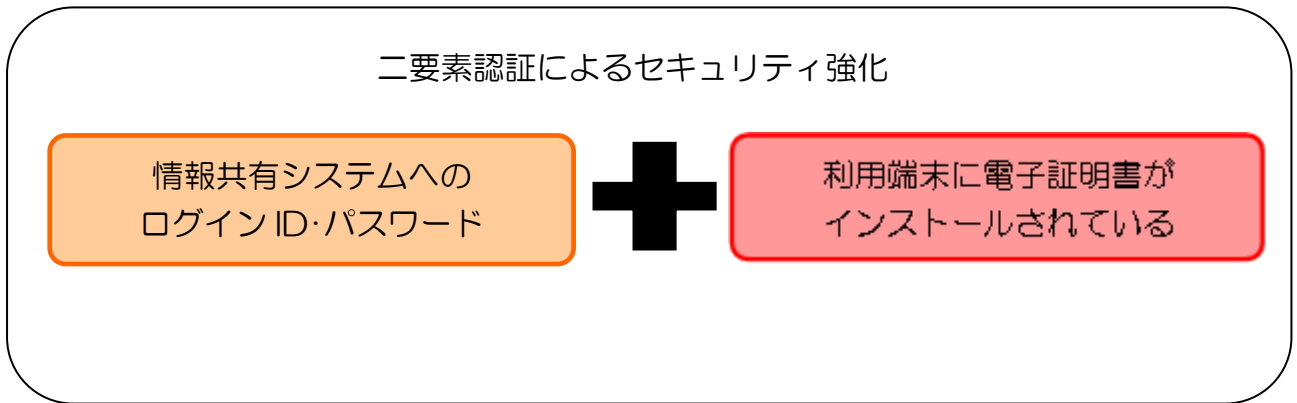 二要素認証によるセキュリティ強化
情報共有システムへの
ログイン ID・パスワード
利用端末に電子証明書が
インストールされている